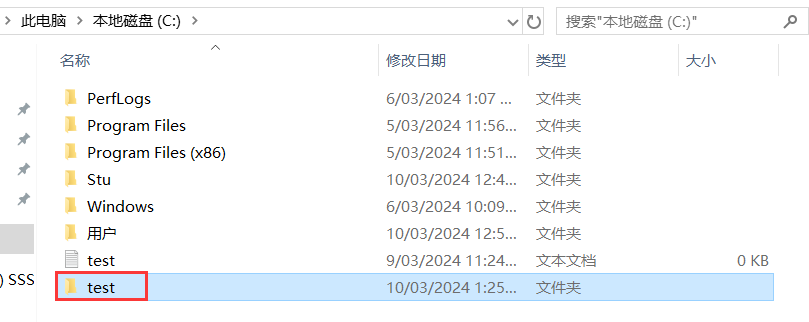 此电脑 > 本地磁盘 (C:) >
搜索"本地磁盘 (C:)"
名称 修改日期 类型 大小
PerfLogs 6/03/2024 1:07 ... 文件夹
Program Files 5/03/2024 11:56... 文件夹
Program Files (x86) 5/03/2024 11:51... 文件夹
Stu 10/03/2024 12:4... 文件夹
Windows 6/03/2024 10:09... 文件夹
用户 10/03/2024 12:5... 文件夹
test 9/03/2024 11:24... 文本文档 0 KB
) SSS
test 10/03/2024 1:25... 文件夹